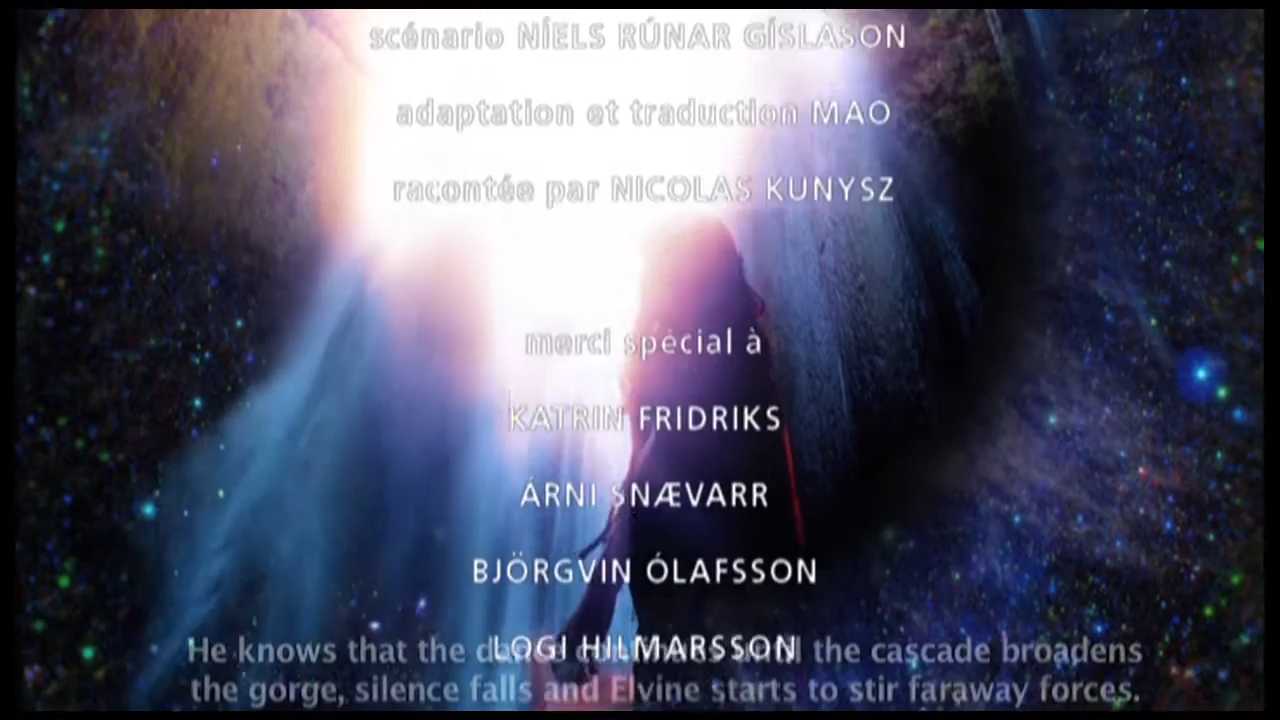 scénario NÍELS RÚNAR GÍSLASON
adaptation et traduction MAO
racontée par NICOLAS KUNYSZ
merci spécial à
KATRIN FRIDRIKS
ÁRNI SNÆVARR
BJÖRGVIN ÓLAFSSON
LOGI HILMARSSON
He knows that the dance continues until the cascade broadens
the gorge, silence falls and Elvine starts to stir faraway forces.